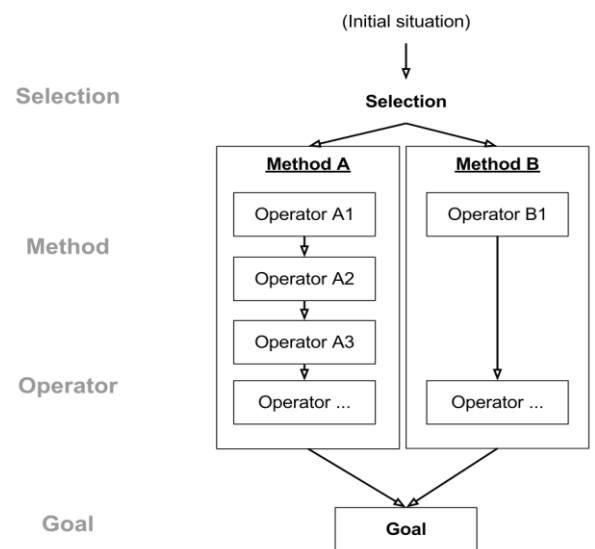 (Initial situation)
Selection
Selection
Method A
Method B
Operator A1
Operator B1
Method
Operator A2
Operator A3
Operator
Operator ...
Operator ...
Goal
Goal